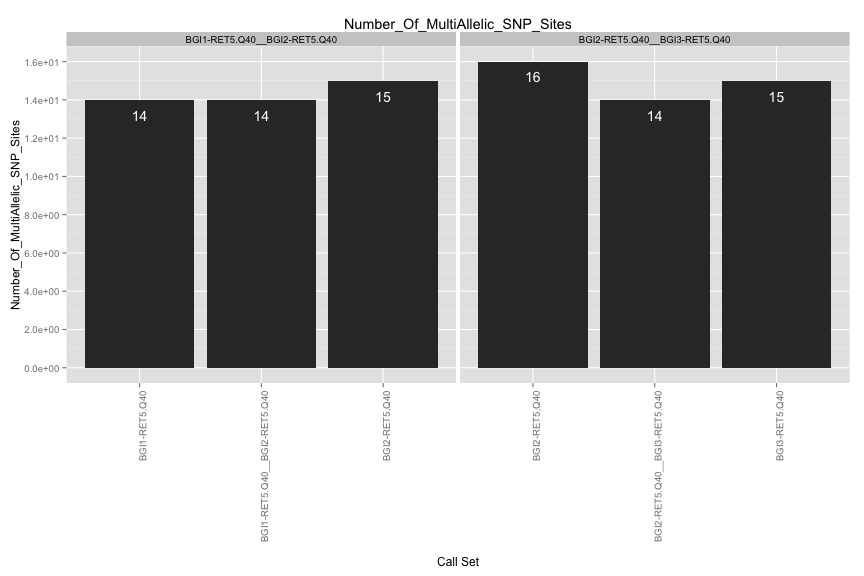 Number_Of_MultiAllelic_SNP_Sites
BGI1-RET5.Q40__BGI2-RET5.Q40
BGI2-RET5.Q40__BGI3-RET5.Q40
Number_Of_MultiAllelic_SNP_Sites
1.6e+01
1.4e+01
1.2e+01
1.0e+01
8.0e+00
6.0e+00
4.0e+00
2.0e+00
0.0e+00
14
14
15
16
14
15
BGI1-RET5.Q40
BGI1-RET5.Q40__BGI2-RET5.Q40
BGI2-RET5.Q40
BGI2-RET5.Q40
BGI2-RET5.Q40__BGI3-RET5.Q40
BGI3-RET5.Q40
Call Set